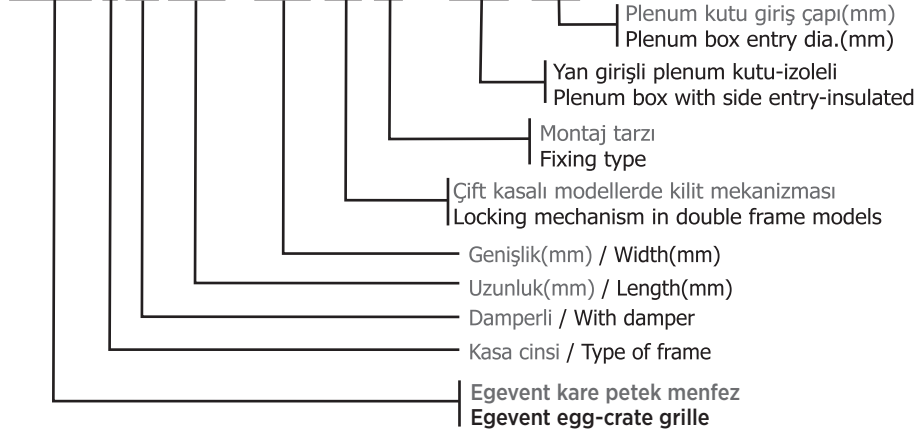 Plenum kutu giriş çapı(mm)
Plenum box entry dia.(mm)
Yan girişli plenum kutu-izoleli
Plenum box with side entry-insulated
Montaj tarzı
Fixing type
Çift kasalı modellerde kilit mekanizması
Locking mechanism in double frame models
Genişlik(mm) / Width(mm)
Uzunluk(mm) / Length(mm)
Damperli / With damper
Kasa cinsi / Type of frame
Egevent kare petek menfez
Egevent egg-crate grille